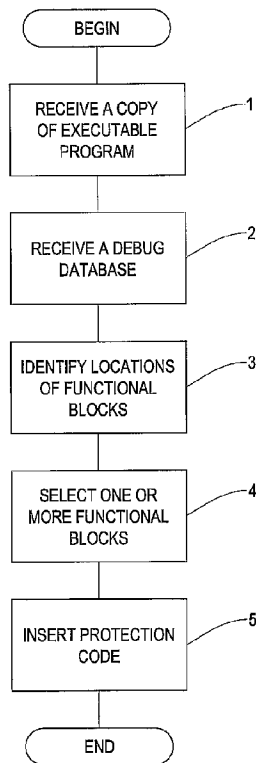 BEGIN
RECEIVE A COPY
OF EXECUTABLE
PROGRAM
1
RECEIVE A DEBUG
DATABASE
2
IDENTIFY LOCATIONS
OF FUNCTIONAL
BLOCKS
3
SELECT ONE OR
MORE FUNCTIONAL
BLOCKS
4
INSERT PROTECTION
CODE
5
END